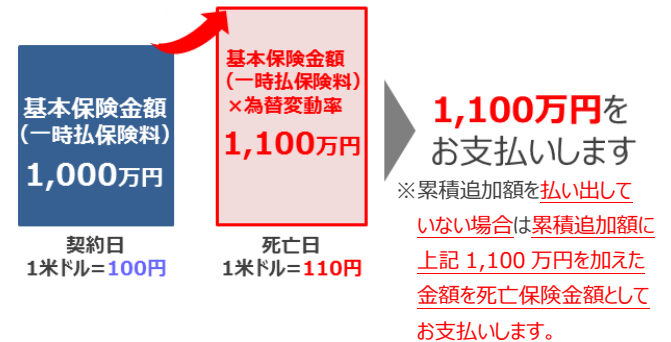 基本保険金額
（一時払保険料）
1,000万円
契約日
1米ドル=100円
基本保険金額
（一時払保険料）
×為替変動率
1,100万円
死亡日
1米ドル=110円
1,100万円を
お支払いします
※累積追加額を払い出して
いない場合は累積追加額に
上記 1,100 万円を加えた
金額を死亡保険金額として
お支払いします。